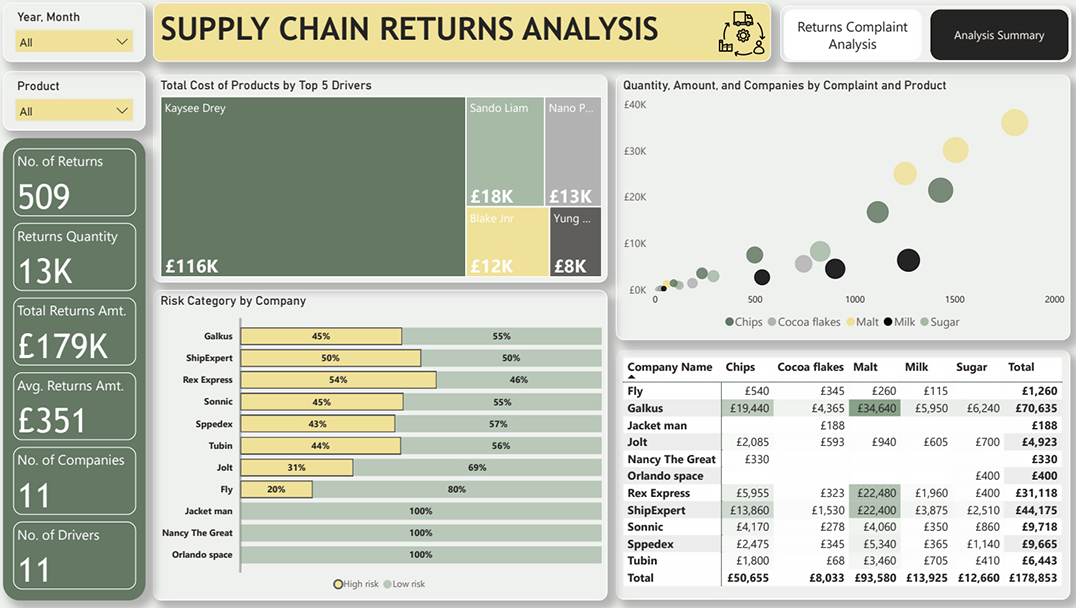 Year, Month
All
Product
All
SUPPLY CHAIN RETURNS ANALYSIS
Returns Complaint
Analysis
Analysis Summary
No. of Returns
509
Returns Quantity
13K
Total Returns Amt.
£179K
Avg. Returns Amt.
£351
No. of Companies
11
No. of Drivers
11
Total Cost of Products by Top 5 Drivers
Kaysee Drey
£116K
Sando Liam
£18K
Nano P...
£13K
Blake Jnr
£12K
Yung ...
£8K
Risk Category by Company
Galkus 45% 55%
ShipExpert 50% 50%
Rex Express 54% 46%
Sonnic 45% 55%
Sppedex 43% 57%
Tubin 44% 56%
Jolt 31% 69%
Fly 20% 80%
Jacket man 100%
Nancy The Great 100%
Orlando space 100%
High risk Low risk
Quantity, Amount, and Companies by Complaint and Product
£40K
£30K
£20K
£10K
£0K
0 500 1000 1500 2000
Chips Cocoa flakes Malt Milk Sugar
Company Name Chips Cocoa flakes Malt Milk Sugar Total
Fly £540 £345 £260 £115 £1,260
Galkus £19,440 £4,365 £34,640 £5,950 £6,240 £70,635
Jacket man £188 £188
Jolt £2,085 £593 £940 £605 £700 £4,923
Nancy The Great £330 £330
Orlando space £400 £400
Rex Express £5,955 £323 £22,480 £1,960 £400 £31,118
ShipExpert £13,860 £1,530 £22,400 £3,875 £2,510 £44,175
Sonnic £4,170 £278 £4,060 £350 £860 £9,718
Sppedex £2,475 £345 £5,340 £365 £1,140 £9,665
Tubin £1,800 £68 £3,460 £705 £410 £6,443
Total £50,655 £8,033 £93,580 £13,925 £12,660 £178,853